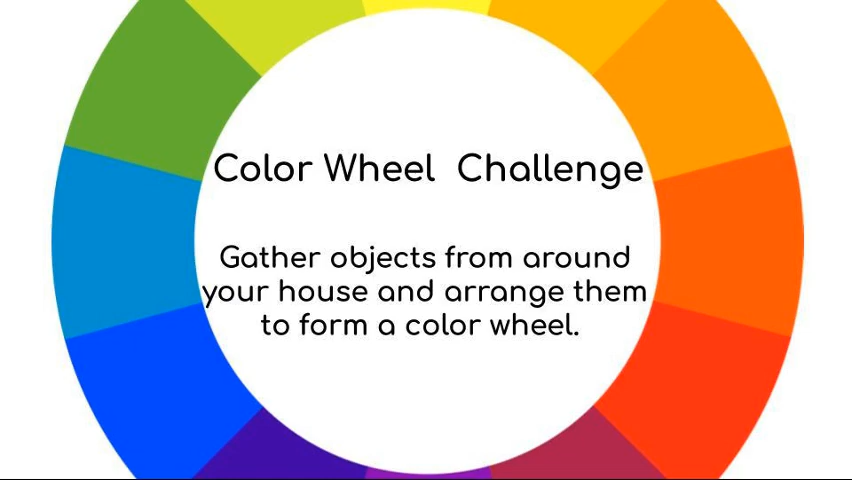 Color Wheel  Challenge
Gather objects from around
your house and arrange them
to form a color wheel.